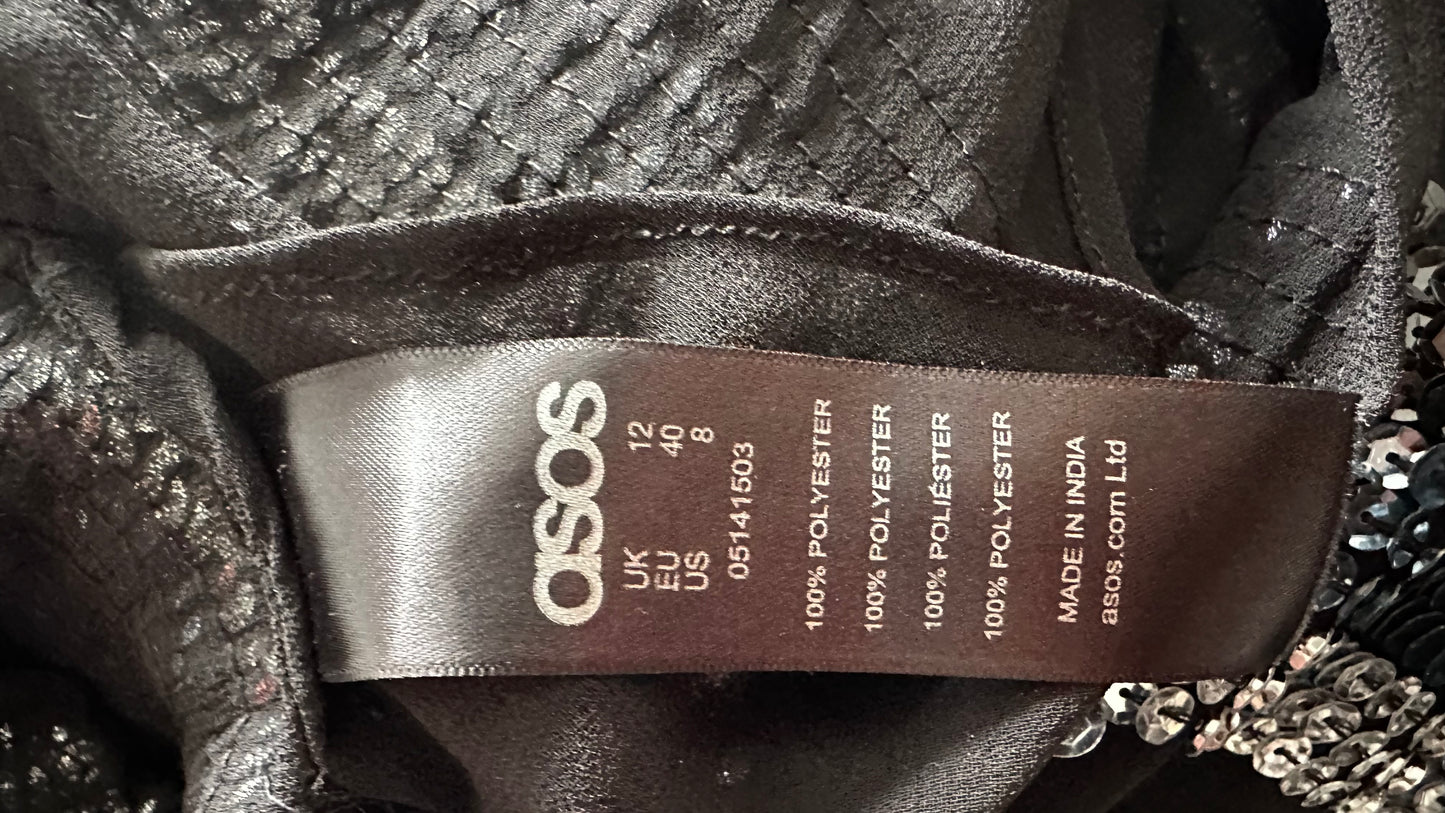 asos
UK 12
EU 40
US 8
05141503
100% POLYESTER
100% POLYESTER
100% POLIÉSTER
100% POLYESTER
MADE IN INDIA
asos.com Ltd